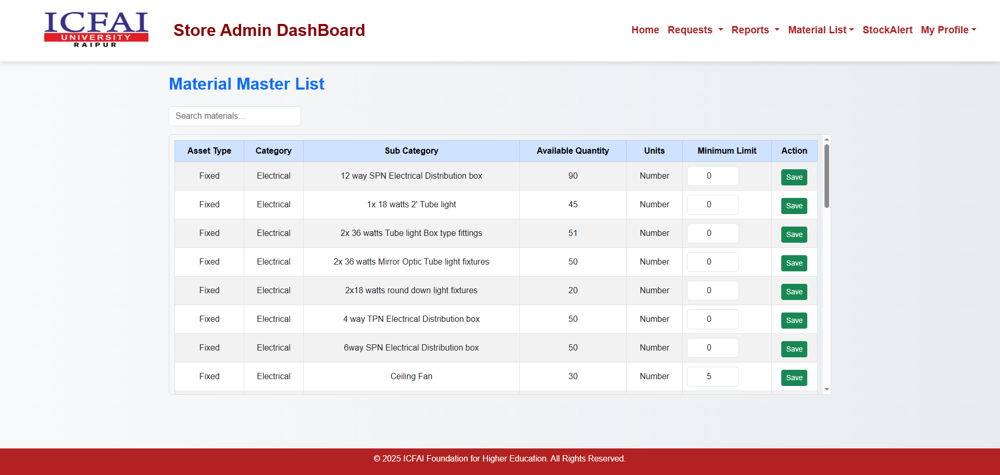 ICFAI
UNIVERSITY
RAIPUR
Store Admin DashBoard
Home Requests Reports Material List StockAlert My Profile
Material Master List
Search materials...
Asset Type Category Sub Category Available Quantity Units Minimum Limit Action
Fixed Electrical 12 way SPN Electrical Distribution box 90 Number 0 Save
Fixed Electrical 1x 18 watts 2' Tube light 45 Number 0 Save
Fixed Electrical 2x 36 watts Tube light Box type fittings 51 Number 0 Save
Fixed Electrical 2x 36 watts Mirror Optic Tube light fixtures 50 Number 0 Save
Fixed Electrical 2x18 watts round down light fixtures 20 Number 0 Save
Fixed Electrical 4 way TPN Electrical Distribution box 50 Number 0 Save
Fixed Electrical 6way SPN Electrical Distribution box 50 Number 0 Save
Fixed Electrical Ceiling Fan 30 Number 5 Save
© 2025 ICFAI Foundation for Higher Education. All Rights Reserved.